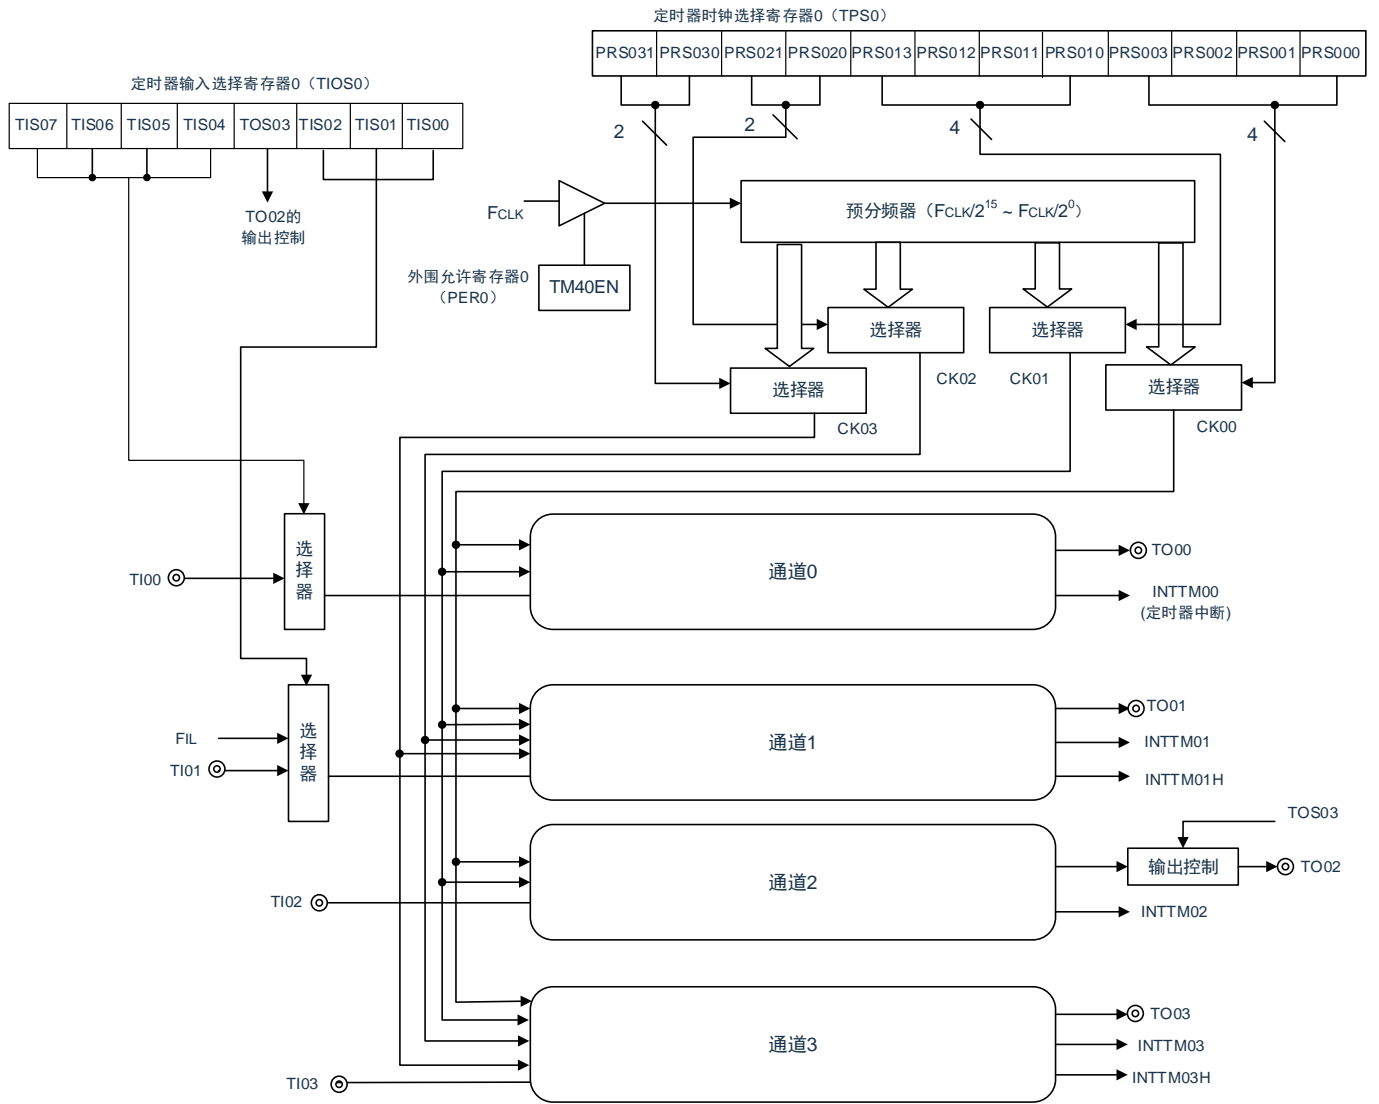 定时器时钟选择寄存器0（TPS0）
PRS031 PRS030 PRS021 PRS020 PRS013 PRS012 PRS011 PRS010 PRS003 PRS002 PRS001 PRS000
定时器输入选择寄存器0（TIOS0）
TIS07 TIS06 TIS05 TIS04 TOS03 TIS02 TIS01 TIS00
2 2 4 4
TO02的
输出控制
FCLK
预分频器（FCLK/2^15 ~ FCLK/2^0）
外围允许寄存器0
（PER0）
TM40EN
选择器 选择器
CK02 CK01
选择器 选择器
CK03 CK00
选择器
TI00
通道0
TO00
INTTM00
(定时器中断)
选择器
FIL
TI01
通道1
TO01
INTTM01
INTTM01H
TOS03
通道2
输出控制
TO02
TI02
INTTM02
通道3
TO03
INTTM03
TI03
INTTM03H